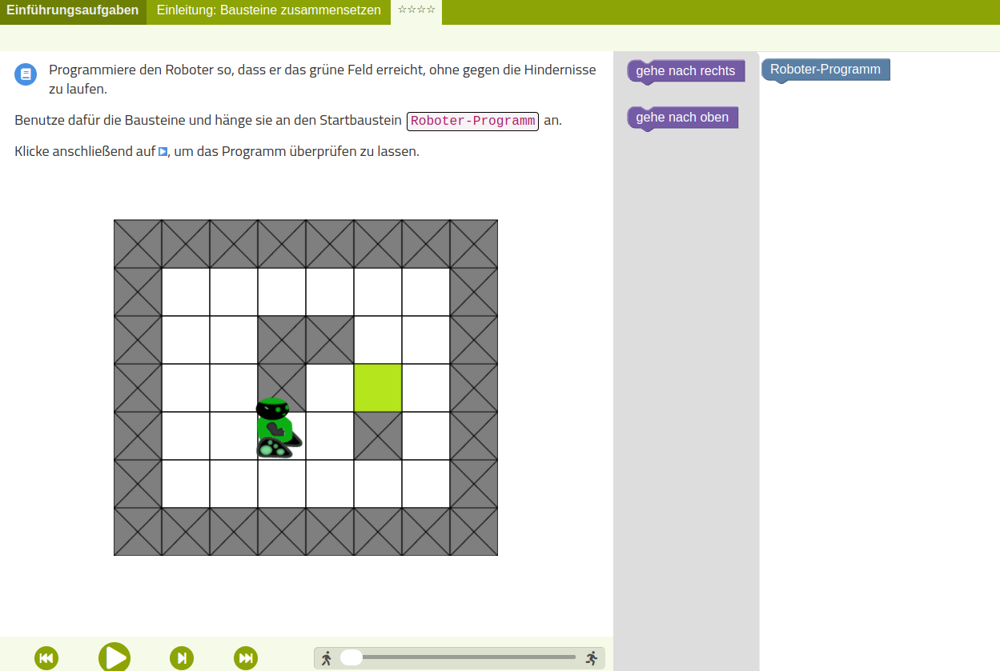 Einführungsaufgaben Einleitung: Bausteine zusammensetzen ☆☆☆☆
Programmiere den Roboter so, dass er das grüne Feld erreicht, ohne gegen die Hindernisse
zu laufen.
Benutze dafür die Bausteine und hänge sie an den Startbaustein Roboter-Programm an.
Klicke anschließend auf , um das Programm überprüfen zu lassen.
gehe nach rechts
gehe nach oben
Roboter-Programm